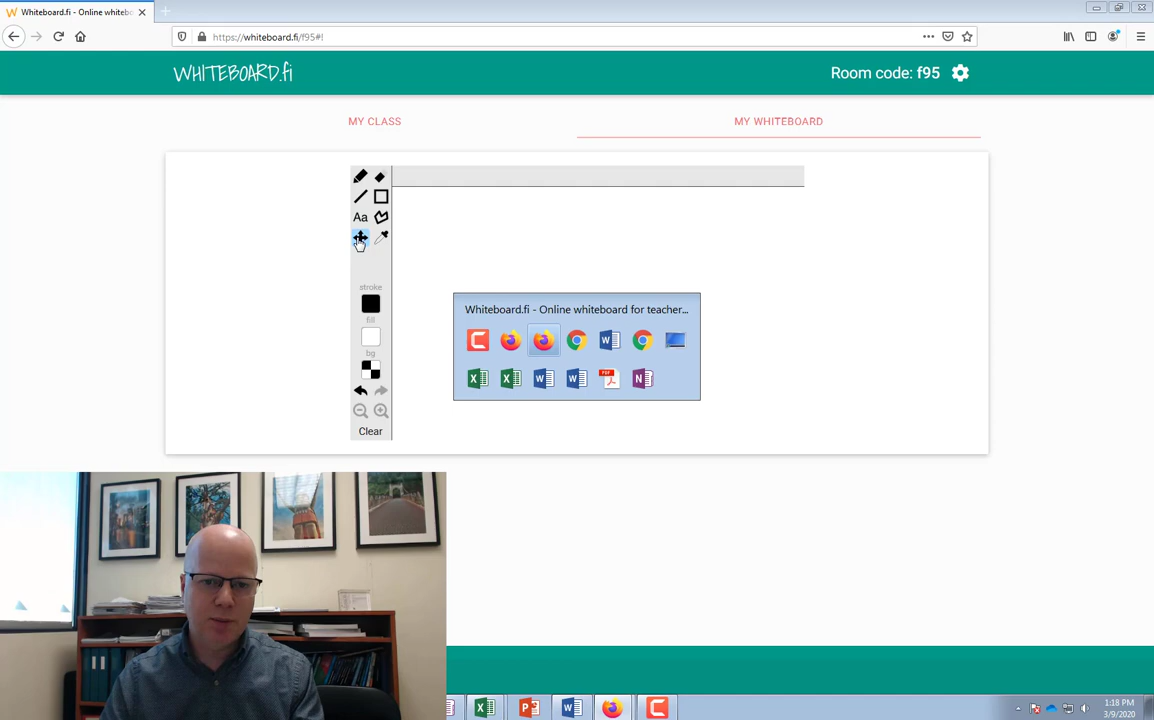 Whiteboard.fi - Online whitebo
https://whiteboard.fi/f95#!
WHITEBOARD.fi
Room code: f95
MY CLASS
MY WHITEBOARD
Aa
stroke
fill
bg
Clear
Whiteboard.fi - Online whiteboard for teacher...
PDF
1:18 PM
3/9/2020